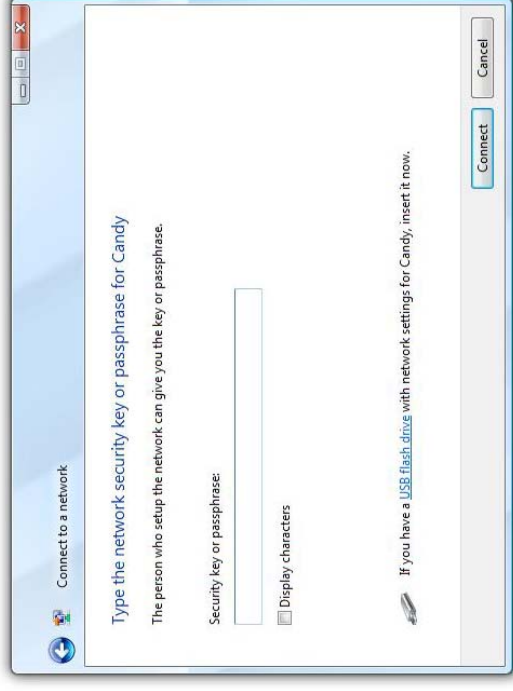 Connect to a network
Type the network security key or passphrase for Candy
The person who setup the network can give you the key or passphrase.
Security key or passphrase:
Display characters
If you have a USB flash drive with network settings for Candy, insert it now.
Connect
Cancel